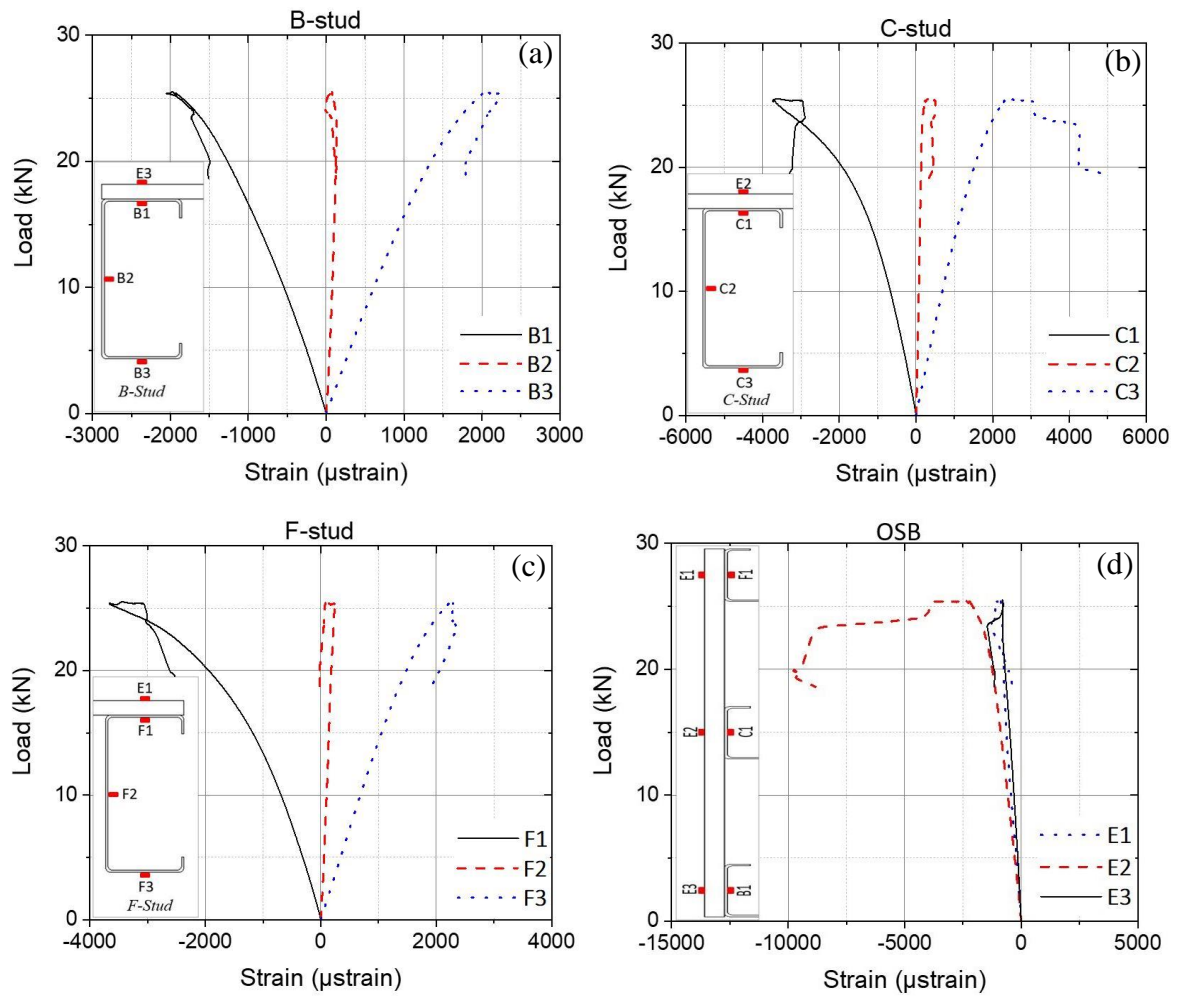 B-stud
(a)
30
20
10
0
Load (kN)
E3
B1
B2
B3
B-Stud
B1
B2
B3
-3000 -2000 -1000 0 1000 2000 3000
Strain (µstrain)
C-stud
(b)
30
20
10
0
Load (kN)
E2
C1
C2
C3
C-Stud
C1
C2
C3
-6000 -4000 -2000 0 2000 4000 6000
Strain (µstrain)
F-stud
(c)
30
20
10
0
Load (kN)
E1
F1
F2
F3
F-Stud
F1
F2
F3
-4000 -2000 0 2000 4000
Strain (µstrain)
OSB
(d)
30
20
10
0
Load (kN)
E1 F1
E2 C1
E3 B1
E1
E2
E3
-15000 -10000 -5000 0 5000
Strain (µstrain)